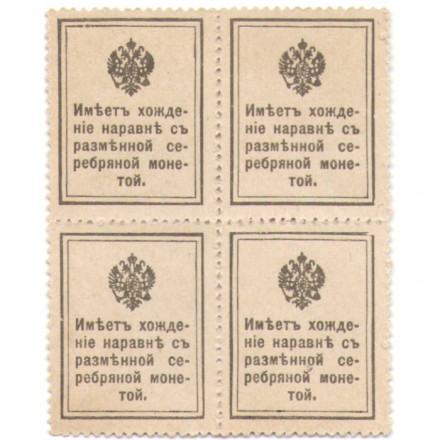 Имѣетъ хожде-
ніе наравнѣ съ
размѣнной се-
ребряной моне-
той.
Имѣетъ хожде-
ніе наравнѣ съ
размѣнной се-
ребряной моне-
той.
Имѣетъ хожде-
ніе наравнѣ съ
размѣнной се-
ребряной моне-
той.
Имѣетъ хожде-
ніе наравнѣ съ
размѣнной се-
ребряной моне-
той.